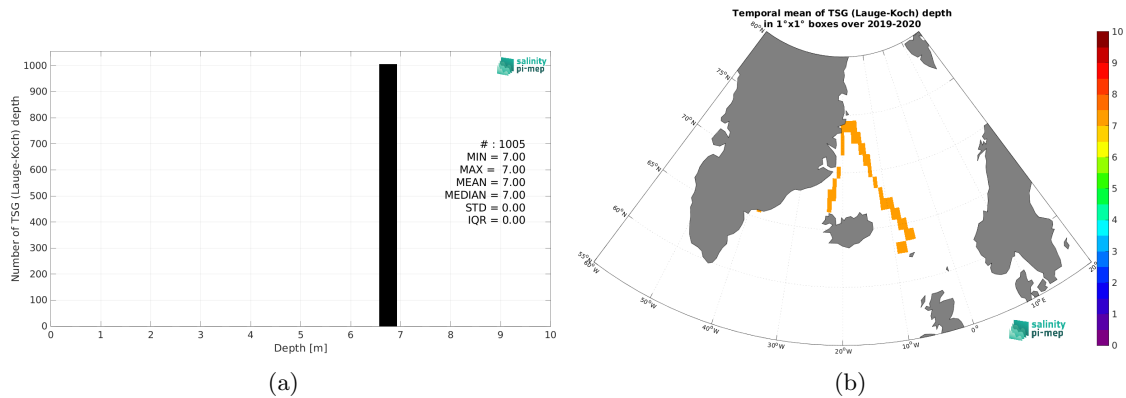 1000
900
800
700
600
500
400
300
200
100
0
Number of TSG (Lauge-Koch) depth
salinity
pi-mep
# : 1005
MIN = 7.00
MAX = 7.00
MEAN = 7.00
MEDIAN = 7.00
STD = 0.00
IQR = 0.00
0 1 2 3 4 5 6 7 8 9 10
Depth [m]
(a)
Temporal mean of TSG (Lauge-Koch) depth
in 1°x1° boxes over 2019-2020
80°N
75°N
70°N
65°N
60°N
55°N
60°W
50°W
40°W
30°W
20°W
10°W
0°
10°E
20°
salinity
pi-mep
10
9
8
7
6
5
4
3
2
1
0
(b)